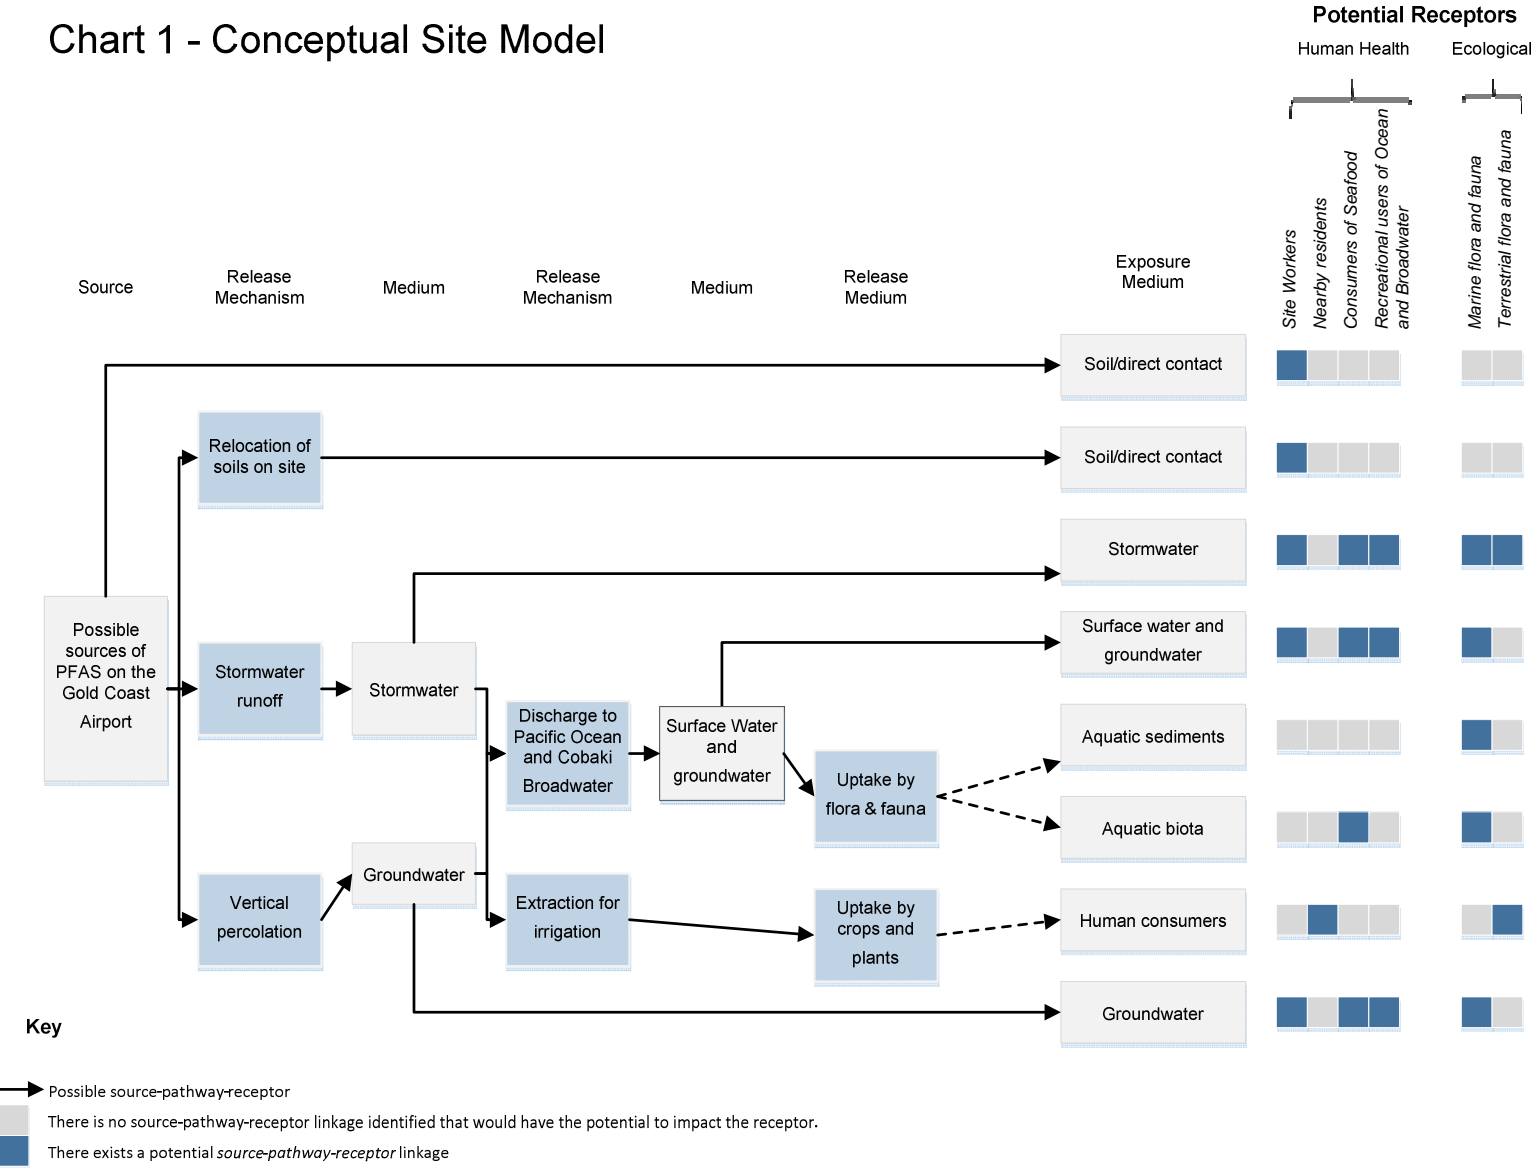 Chart 1 - Conceptual Site Model
Potential Receptors
Human Health
Ecological
Site Workers
Nearby residents
Consumers of Seafood
Recreational users of Ocean
and Broadwater
Marine flora and fauna
Terrestrial flora and fauna
Source
Release
Mechanism
Medium
Release
Mechanism
Medium
Release
Medium
Exposure
Medium
Soil/direct contact
Relocation of
soils on site
Soil/direct contact
Stormwater
Possible
sources of
PFAS on the
Gold Coast
Airport
Stormwater
runoff
Stormwater
Discharge to
Pacific Ocean
and Cobaki
Broadwater
Surface Water
and
groundwater
Surface water and
groundwater
Uptake by
flora & fauna
Aquatic sediments
Aquatic biota
Vertical
percolation
Groundwater
Extraction for
irrigation
Uptake by
crops and
plants
Human consumers
Groundwater
Key
Possible source-pathway-receptor
There is no source-pathway-receptor linkage identified that would have the potential to impact the receptor.
There exists a potential source-pathway-receptor linkage